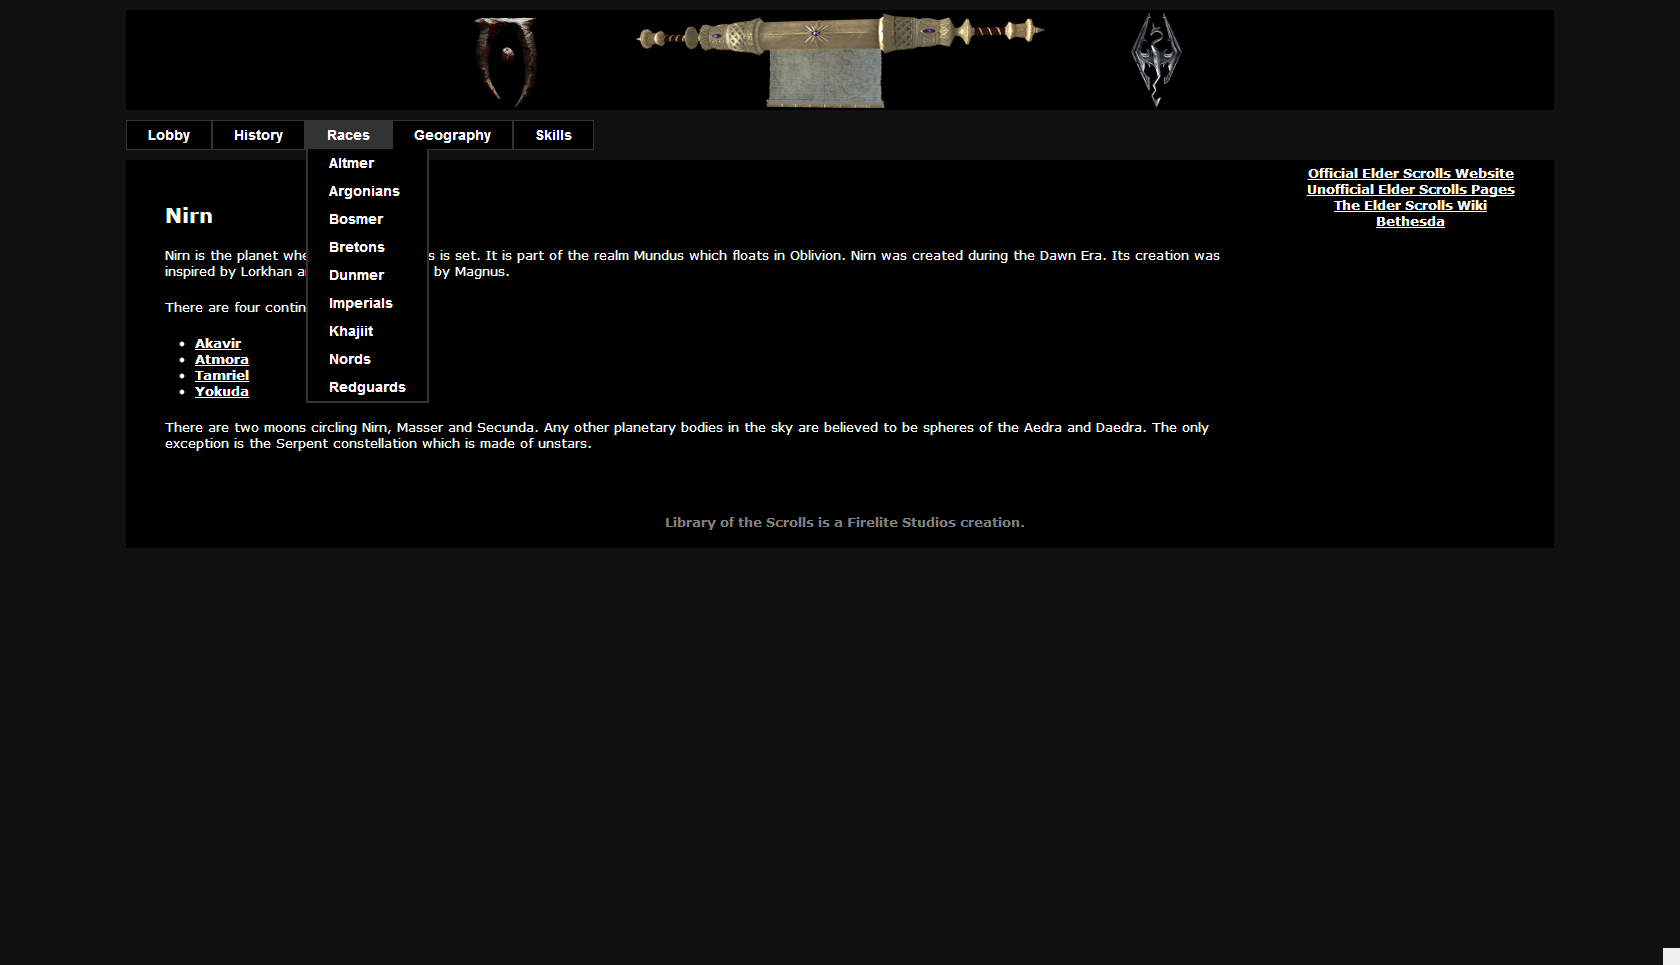 Lobby History Races Geography Skills
Altmer
Argonians
Bosmer
Bretons
Dunmer
Imperials
Khajiit
Nords
Redguards
Official Elder Scrolls Website
Unofficial Elder Scrolls Pages
The Elder Scrolls Wiki
Bethesda
Nirn
Nirn is the planet s is set. It is part of the realm Mundus which floats in Oblivion. Nirn was created during the Dawn Era. Its creation was
inspired by Lorkhan by Magnus.
There are four
Akavir
Atmora
Tamriel
Yokuda
There are two moons circling Nirn, Masser and Secunda. Any other planetary bodies in the sky are believed to be spheres of the Aedra and Daedra. The only
exception is the Serpent constellation which is made of unstars.
Library of the Scrolls is a Firelite Studios creation.